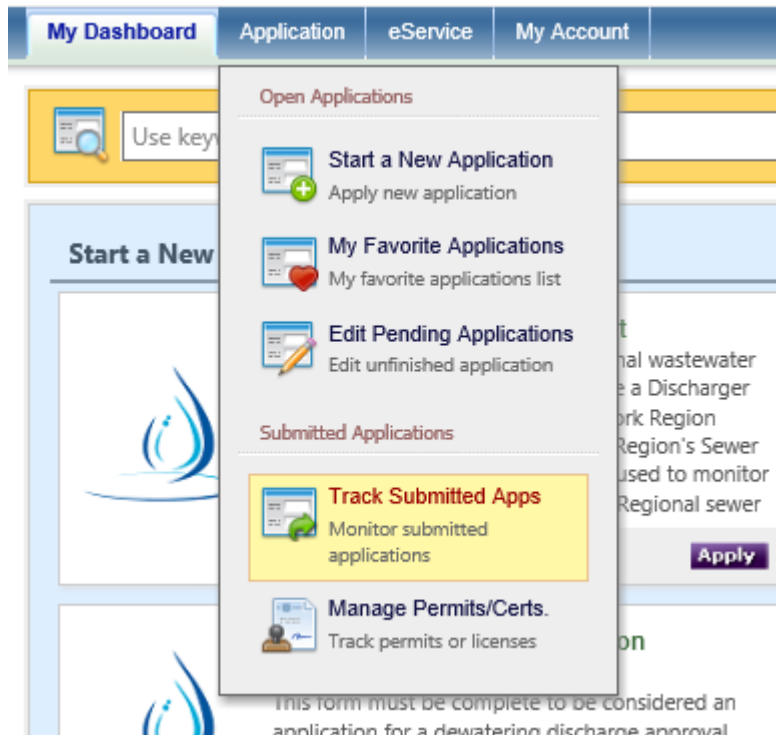 My Dashboard Application eService My Account
Open Applications
Use key
Start a New Application
Apply new application
Start a New
My Favorite Applications
My favorite applications list
Edit Pending Applications
Edit unfinished application
wastewater
a Discharger
Region
Submitted Applications
Region's Sewer
used to monitor
Track Submitted Apps
Regional sewer
Monitor submitted
applications
Apply
Manage Permits/Certs.
Track permits or licenses
on
This form must be complete to be considered an
application for a dewatering discharge approval